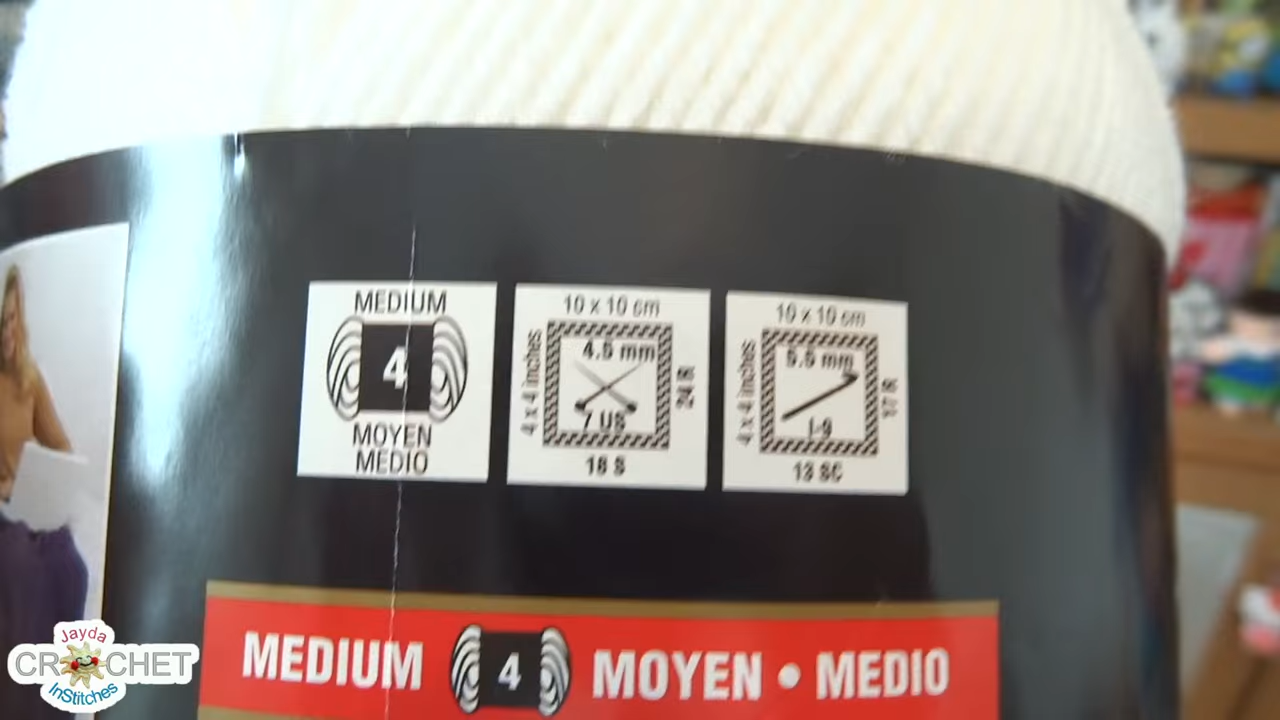 MEDIUM
4
MOYEN
MEDIO
10 x 10 cm
4 x 4 inches
4.5 mm
7 US
24 R
18 S
10 x 10 cm
4 x 4 inches
5.5 mm
I-9
13 SC
MEDIUM 4 MOYEN • MEDIO
Jayda
CROCHET
InStitches